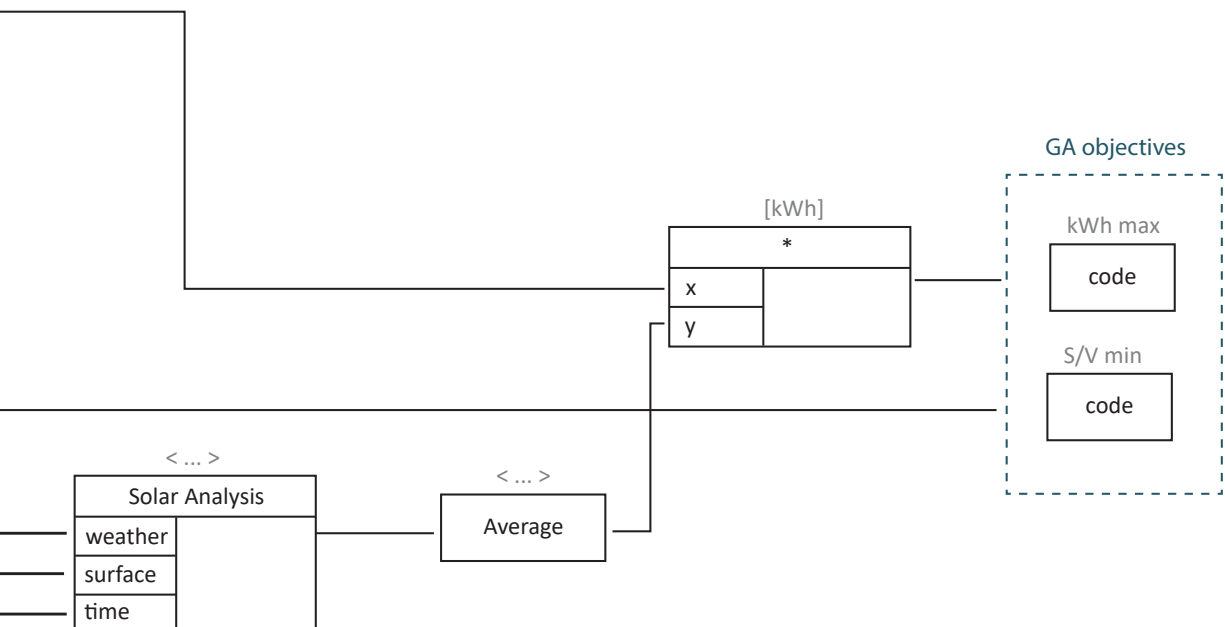 GA objectives
[kWh]
kWh max
*
code
x
y
S/V min
code
< ... >
Solar Analysis
< ... >
Average
weather
surface
time